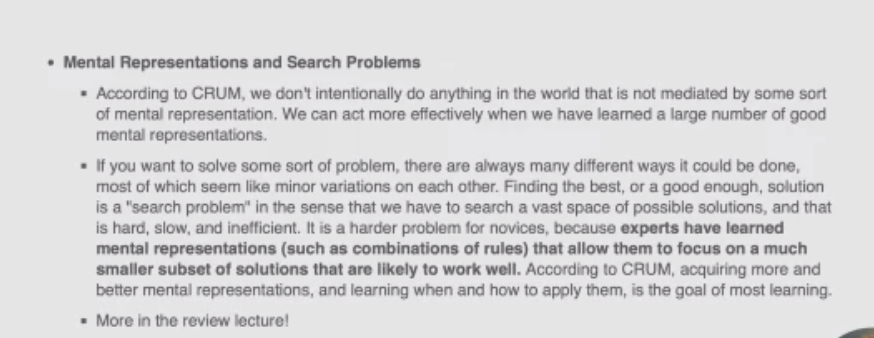 • Mental Representations and Search Problems
▪ According to CRUM, we don't intentionally do anything in the world that is not mediated by some sort
of mental representation. We can act more effectively when we have learned a large number of good
mental representations.
▪ If you want to solve some sort of problem, there are always many different ways it could be done,
most of which seem like minor variations on each other. Finding the best, or a good enough, solution
is a "search problem" in the sense that we have to search a vast space of possible solutions, and that
is hard, slow, and inefficient. It is a harder problem for novices, because experts have learned
mental representations (such as combinations of rules) that allow them to focus on a much
smaller subset of solutions that are likely to work well. According to CRUM, acquiring more and
better mental representations, and learning when and how to apply them, is the goal of most learning.
▪ More in the review lecture!